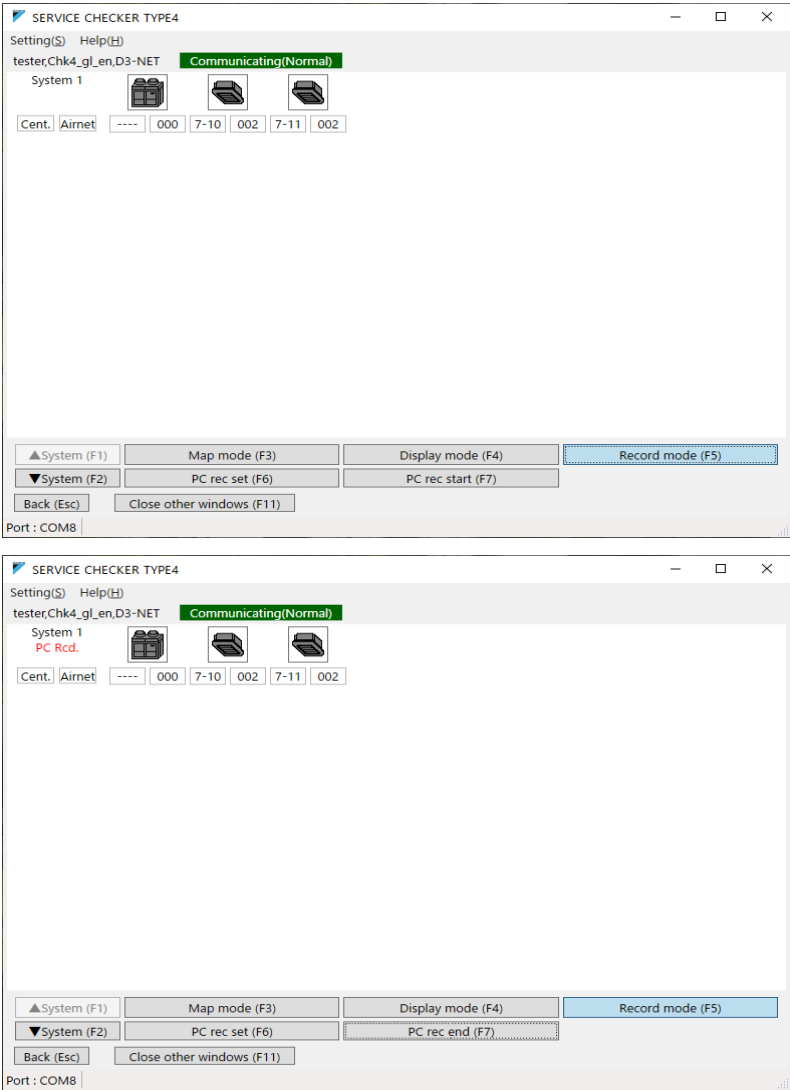 SERVICE CHECKER TYPE4
Setting(S) Help(H)
tester,Chk4_gl_en,D3-NET Communicating(Normal)
System 1
Cent. Airnet ---- 000 7-10 002 7-11 002
▲System (F1) Map mode (F3) Display mode (F4) Record mode (F5)
▼System (F2) PC rec set (F6) PC rec start (F7)
Back (Esc) Close other windows (F11)
Port : COM8
SERVICE CHECKER TYPE4
Setting(S) Help(H)
tester,Chk4_gl_en,D3-NET Communicating(Normal)
System 1
PC Rcd.
Cent. Airnet ---- 000 7-10 002 7-11 002
▲System (F1) Map mode (F3) Display mode (F4) Record mode (F5)
▼System (F2) PC rec set (F6) PC rec end (F7)
Back (Esc) Close other windows (F11)
Port : COM8